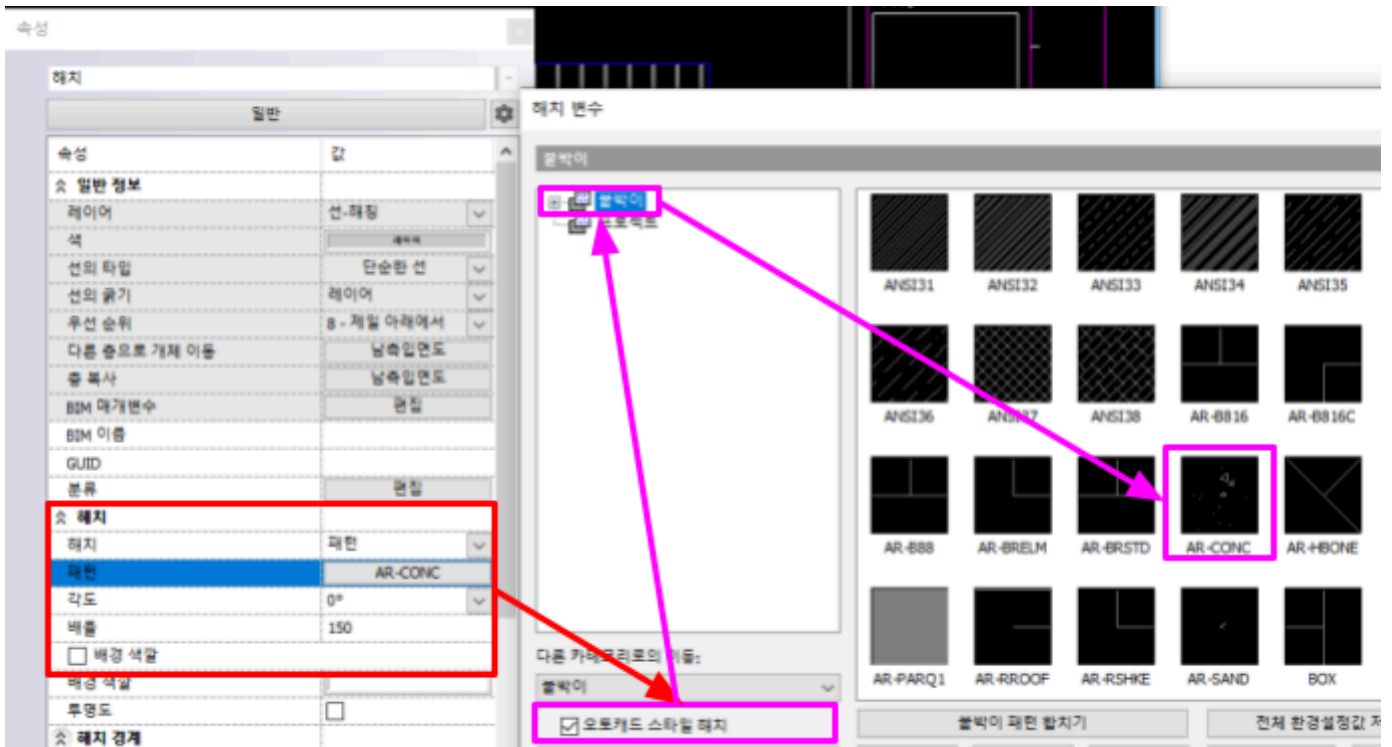 속성
해치
일반
속성 값
일반 정보
레이어 선-해칭
색 레이어
선의 타입 단순한 선
선의 굵기 레이어
우선 순위 8 - 제일 아래에서
다른 층으로 개체 이동 남측입면도
층 복사 남측입면도
BIM 매개변수 편집
BIM 이름
GUID
분류 편집
해치
해치 패턴
패턴 AR-CONC
각도 0°
배율 150
배경 색깔
배경 색깔
투명도
해치 경계
해치 변수
붙박이
붙박이
프로젝트
ANSI31 ANSI32 ANSI33 ANSI34 ANSI35
ANSI36 ANSI37 ANSI38 AR-B816 AR-B816C
AR-B88 AR-BRELM AR-BRSTD AR-CONC AR-HBONE
AR-PARQ1 AR-RROOF AR-RSHKE AR-SAND BOX
다른 카테고리로의 이동:
붙박이
오토캐드 스타일 해치
붙박이 패턴 합치기 전체 환경설정값